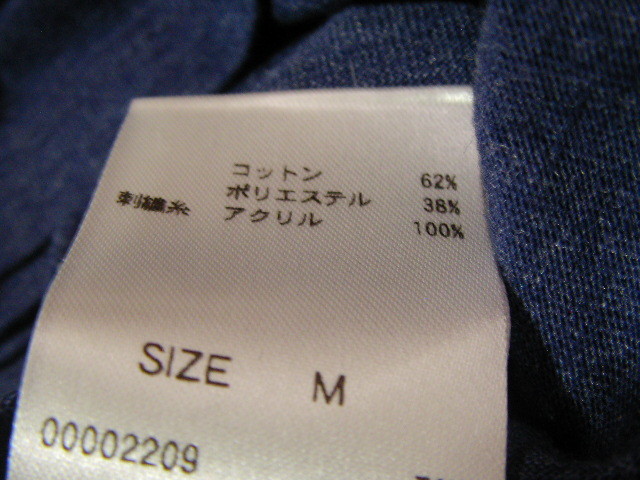 コットン 62%
ポリエステル 38%
刺繍糸 アクリル 100%
SIZE M
00002209